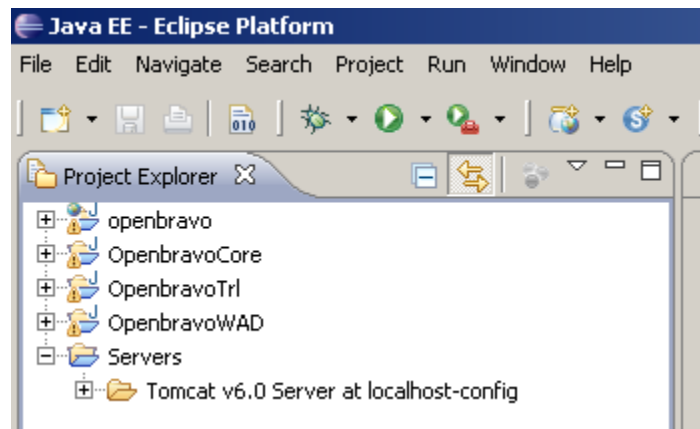 Java EE - Eclipse Platform
File Edit Navigate Search Project Run Window Help
010
Project Explorer
openbravo
OpenbravoCore
OpenbravoTrl
OpenbravoWAD
Servers
Tomcat v6.0 Server at localhost-config